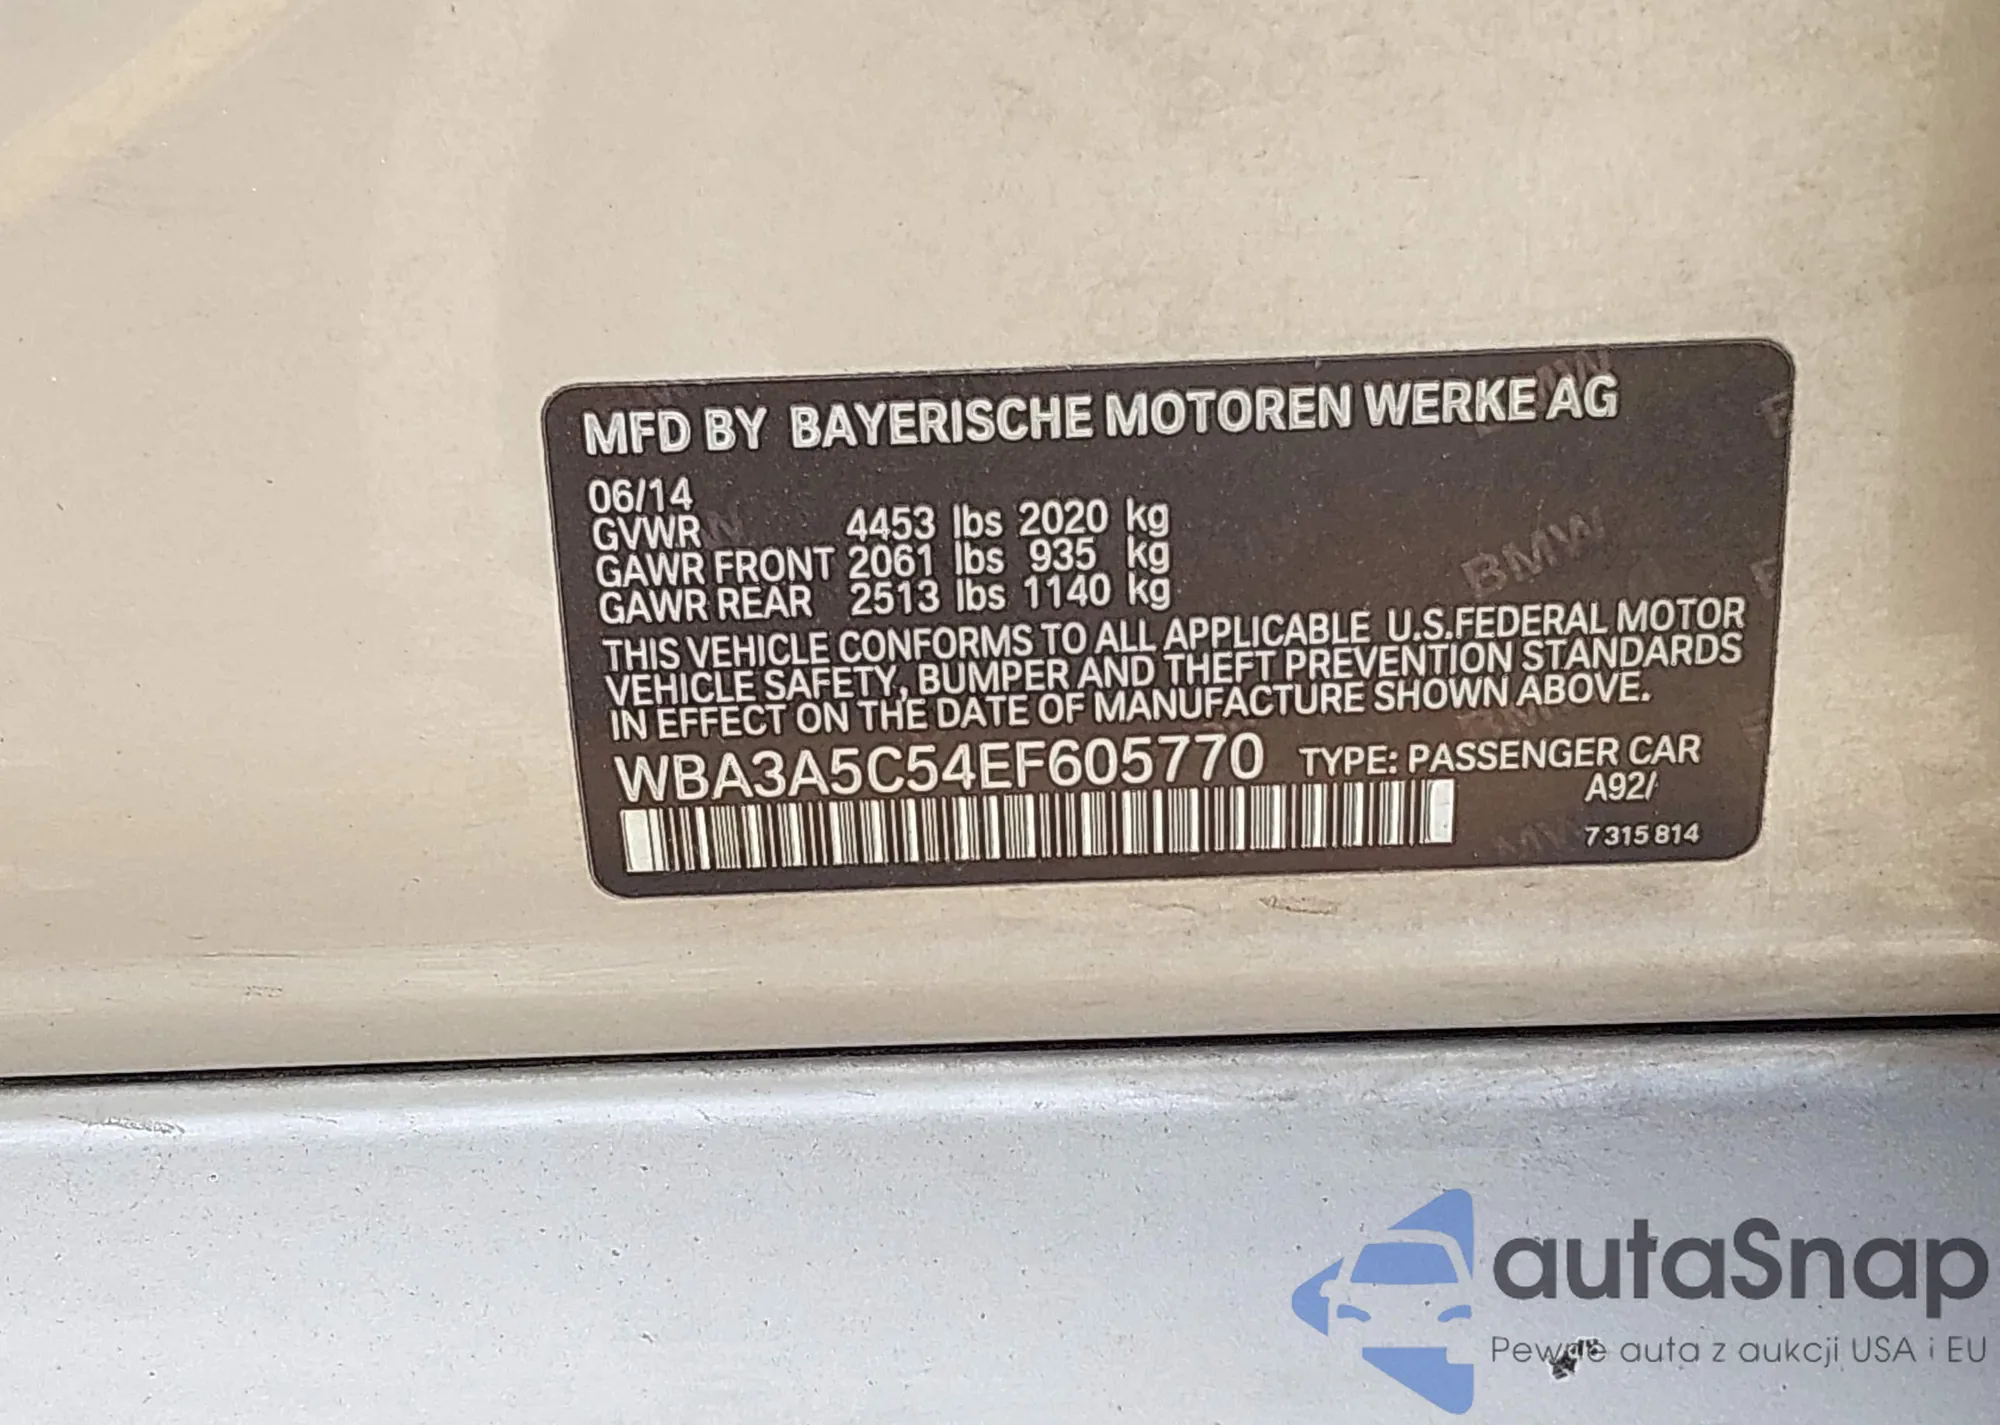 MFD BY BAYERISCHE MOTOREN WERKE AG
06/14
GVWR 4453 lbs 2020 kg
GAWR FRONT 2061 lbs 935 kg
GAWR REAR 2513 lbs 1140 kg
THIS VEHICLE CONFORMS TO ALL APPLICABLE U.S.FEDERAL MOTOR
VEHICLE SAFETY, BUMPER AND THEFT PREVENTION STANDARDS
IN EFFECT ON THE DATE OF MANUFACTURE SHOWN ABOVE.
WBA3A5C54EF605770 TYPE: PASSENGER CAR
A92/
7 315 814
BMW
autaSnap
Pewne auta z aukcji USA i EU